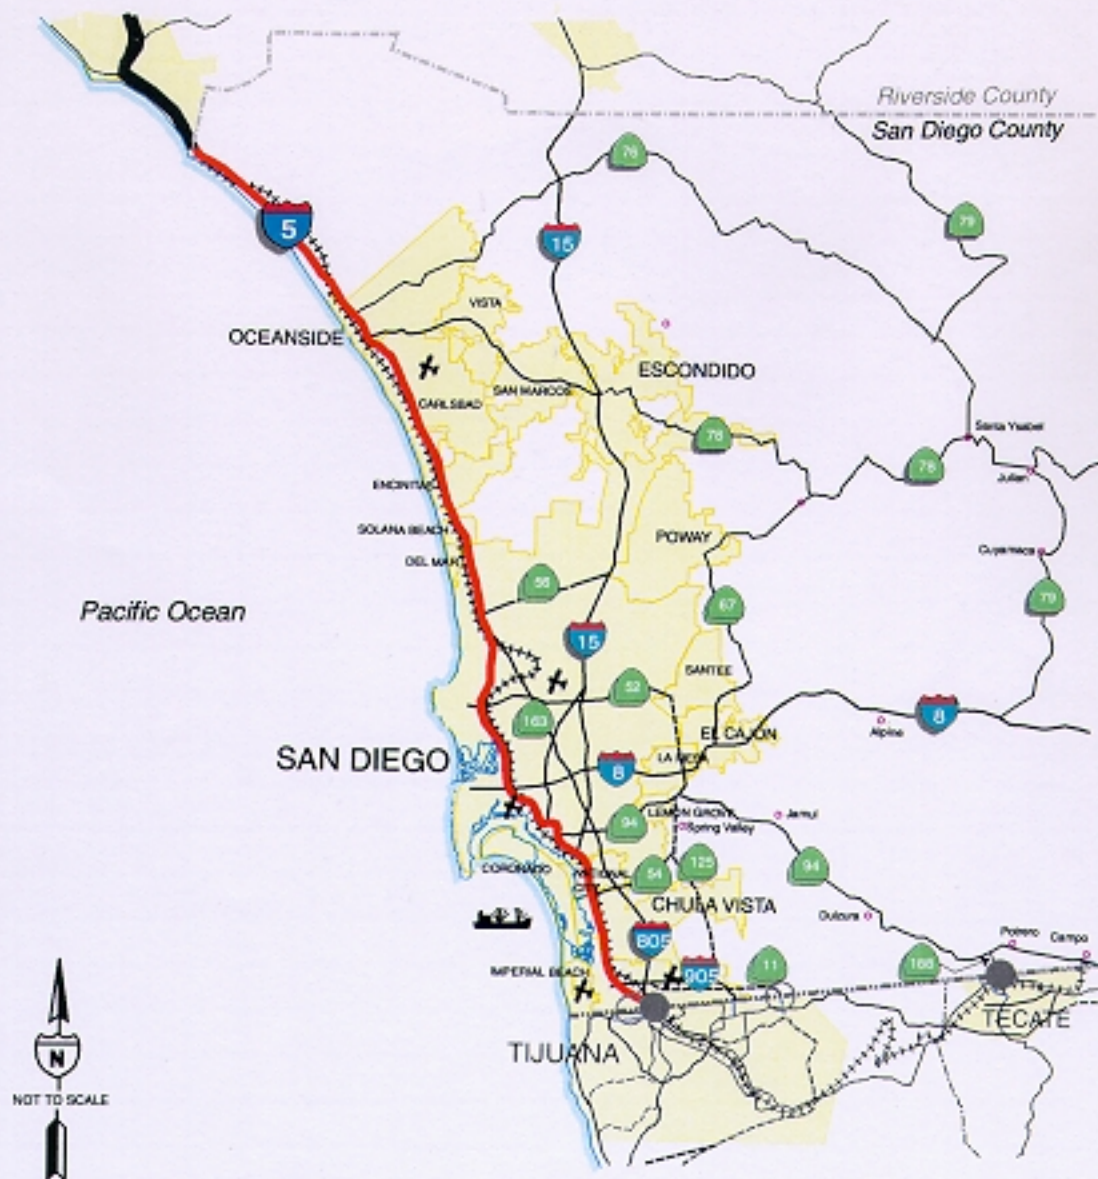 Riverside County
San Diego County
76
79
5
15
VISTA
OCEANSIDE
ESCONDIDO
SAN MARCOS
CARLSBAD
78
Santa Ysabel
78
Julian
ENCINITAS
SOLANA BEACH
POWAY
DEL MAR
Cuyamaca
56
79
67
Pacific Ocean
15
SANTEE
52
163
8
EL CAJON
Alpine
SAN DIEGO
LA MESA
8
LEMON GROVE
Jamul
94
Spring Valley
CORONADO
NATIONAL
CITY
54
125
94
CHULA VISTA
Dulzura
805
Potrero
Campo
IMPERIAL BEACH
905
11
188
TIJUANA
TECATE
N
NOT TO SCALE